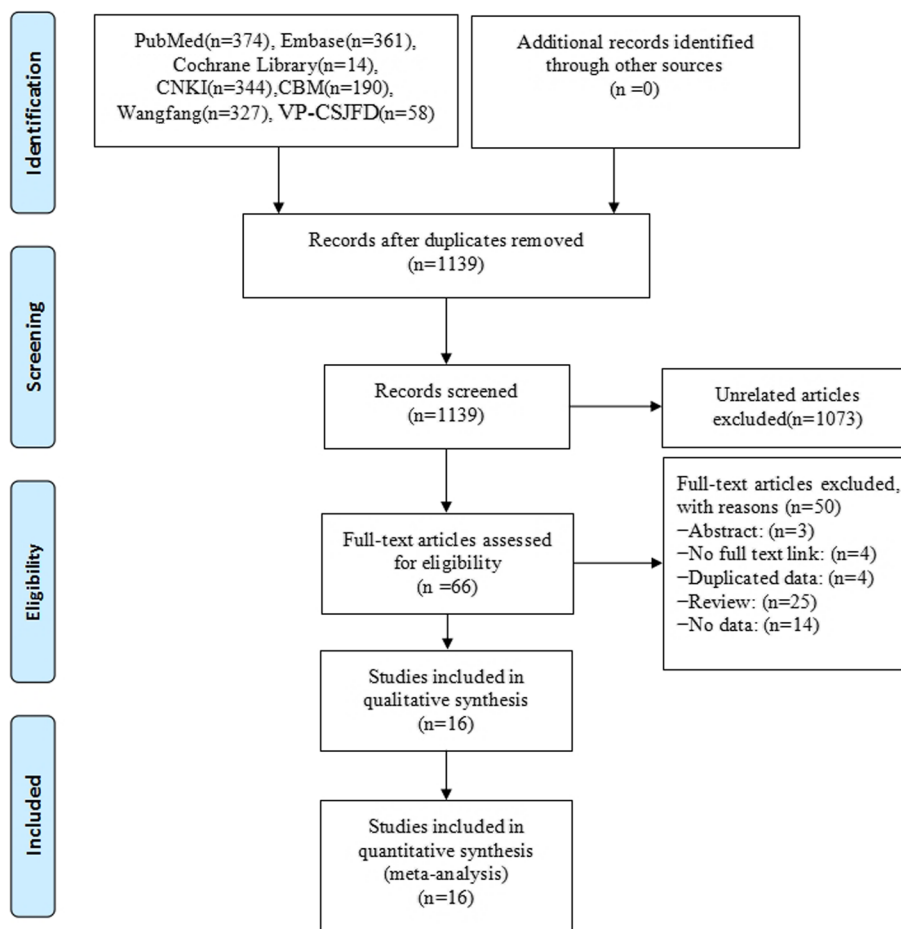 Identification
PubMed(n=374), Embase(n=361),
Cochrane Library(n=14),
CNKI(n=344),CBM(n=190),
Wangfang(n=327), VP-CSJFD(n=58)
Additional records identified
through other sources
(n =0)
Records after duplicates removed
(n=1139)
Screening
Records screened
(n=1139)
Unrelated articles
excluded(n=1073)
Eligibility
Full-text articles assessed
for eligibility
(n =66)
Full-text articles excluded,
with reasons (n=50)
−Abstract: (n=3)
−No full text link: (n=4)
−Duplicated data: (n=4)
−Review: (n=25)
−No data: (n=14)
Studies included in
qualitative synthesis
(n=16)
Included
Studies included in
quantitative synthesis
(meta-analysis)
(n=16)